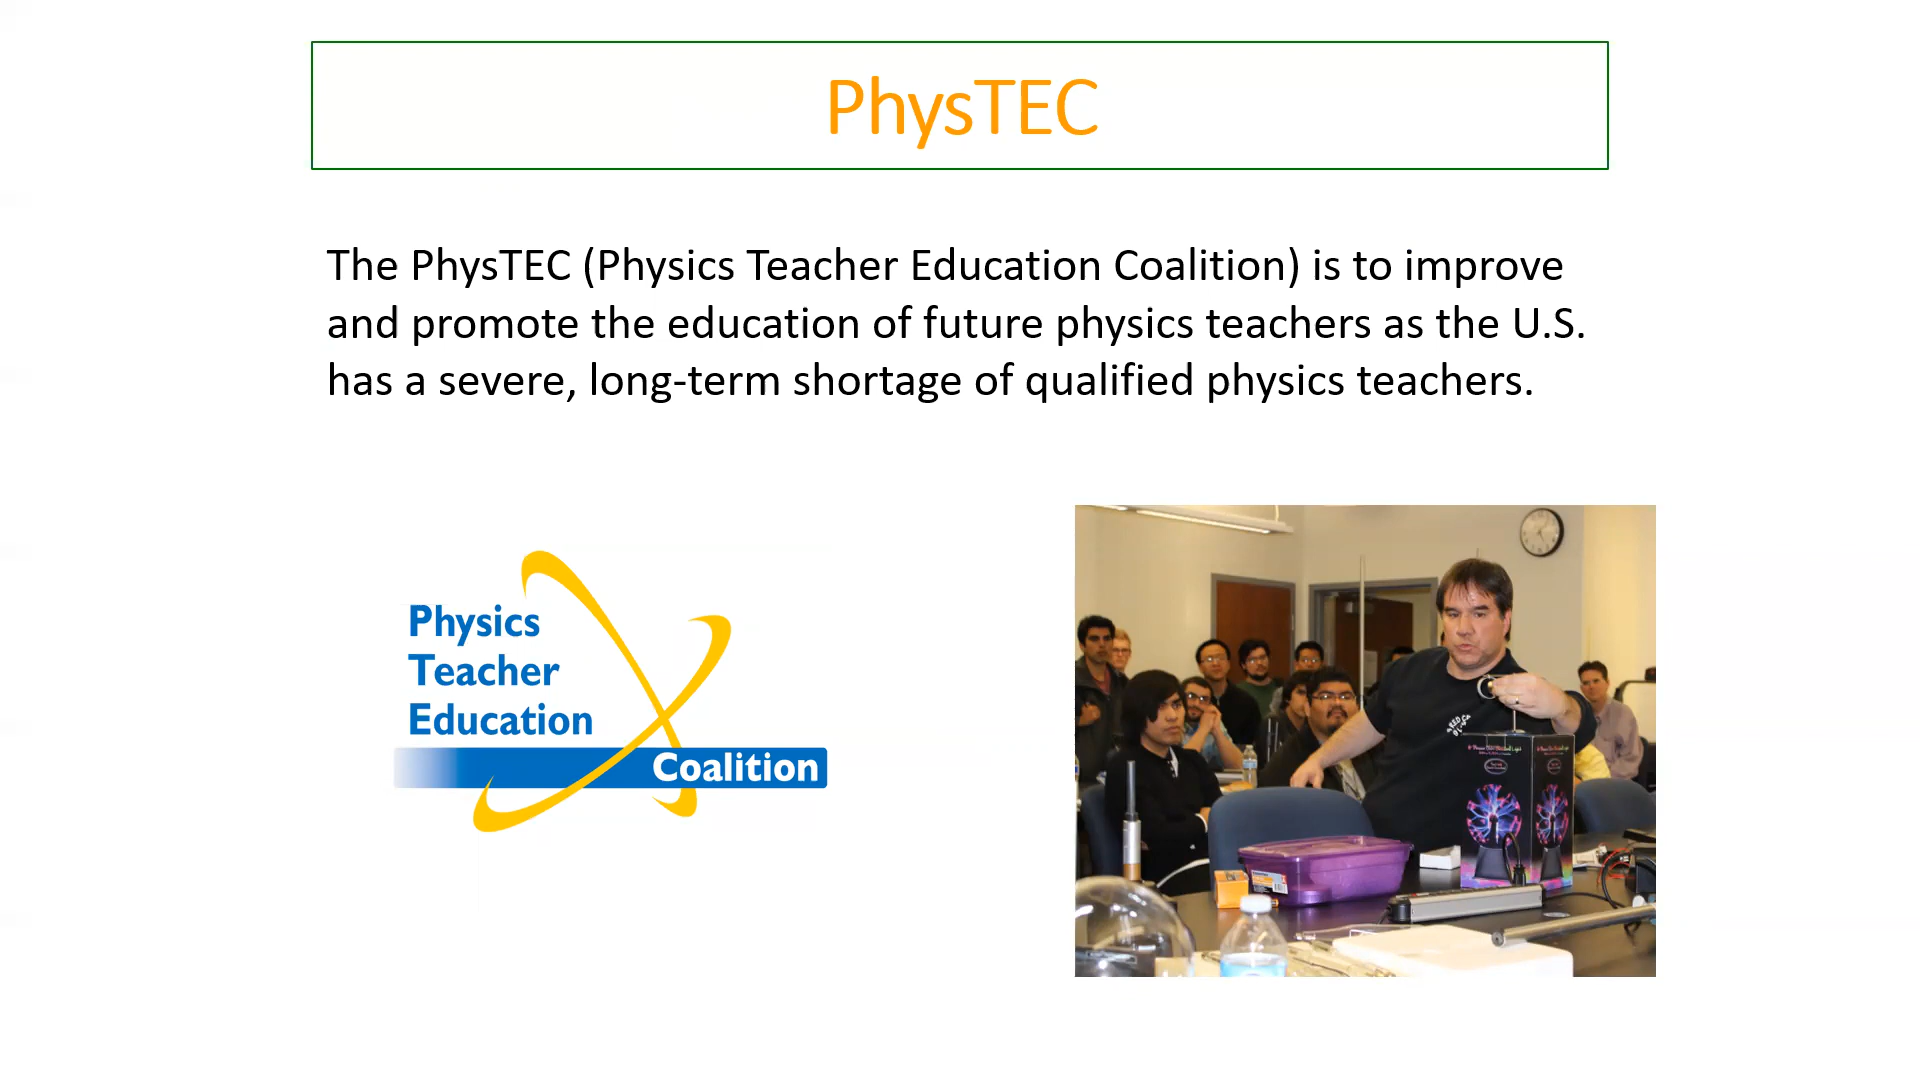 PhysTEC
The PhysTEC (Physics Teacher Education Coalition) is to improve
and promote the education of future physics teachers as the U.S.
has a severe, long-term shortage of qualified physics teachers.
Physics
Teacher
Education
Coalition